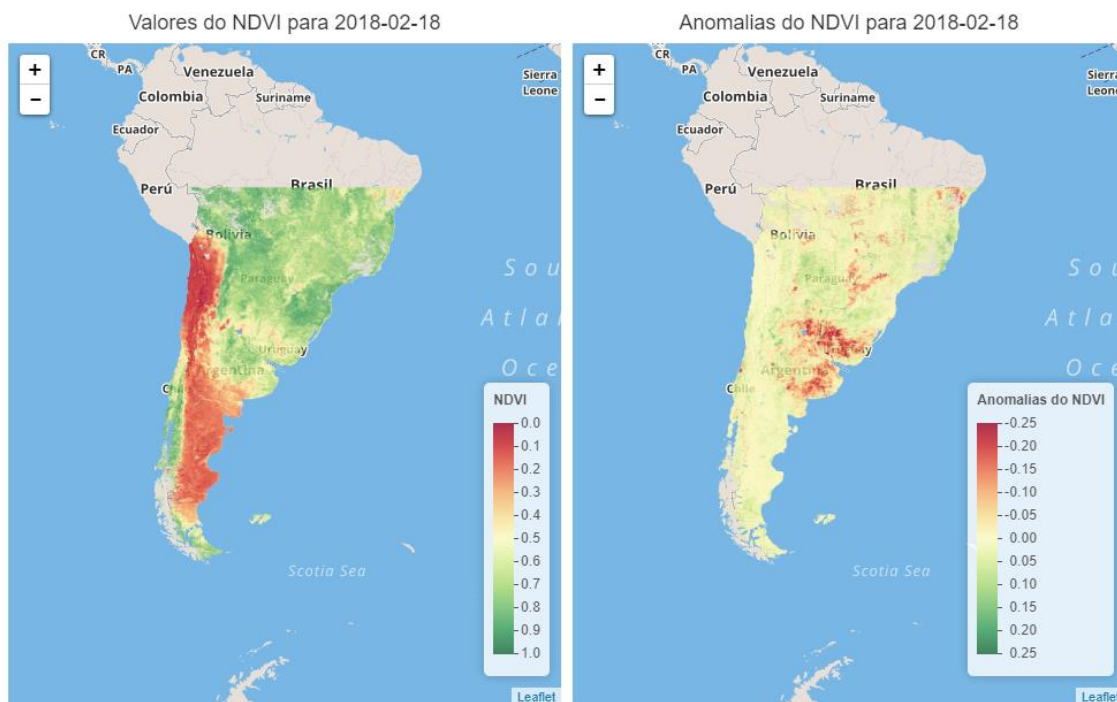 Valores do NDVI para 2018-02-18
+
−
CR
PA
Venezuela
Colombia
Suriname
Ecuador
Perú
Brasil
Bolivia
Paraguay
Uruguay
Argentina
Chile
Sierra
Leone
Sou
Atla
Oce
Scotia Sea
NDVI
0.0
0.1
0.2
0.3
0.4
0.5
0.6
0.7
0.8
0.9
1.0
Leaflet
Anomalias do NDVI para 2018-02-18
+
−
CR
PA
Venezuela
Colombia
Suriname
Ecuador
Perú
Brasil
Bolivia
Paragua
Uruguay
Argentina
Chile
Sierra
Leone
Sou
Atla
Oce
Scotia Sea
Anomalias do NDVI
-0.25
-0.20
-0.15
-0.10
-0.05
0.00
0.05
0.10
0.15
0.20
0.25
Leaflet